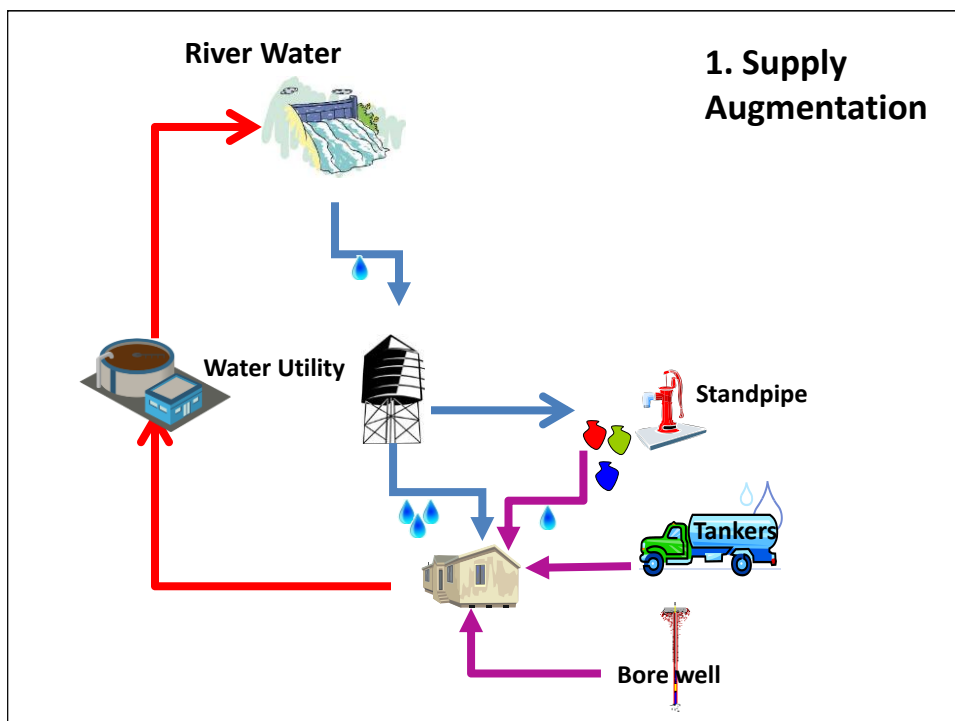 River Water
1. Supply
Augmentation
Water Utility
Standpipe
Tankers
Bore well